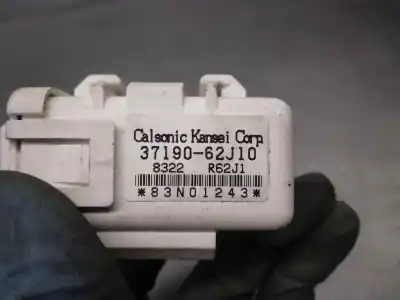 Calsonic Kansei Corp
37190-62J10
8322 R62J1
*83N01243*